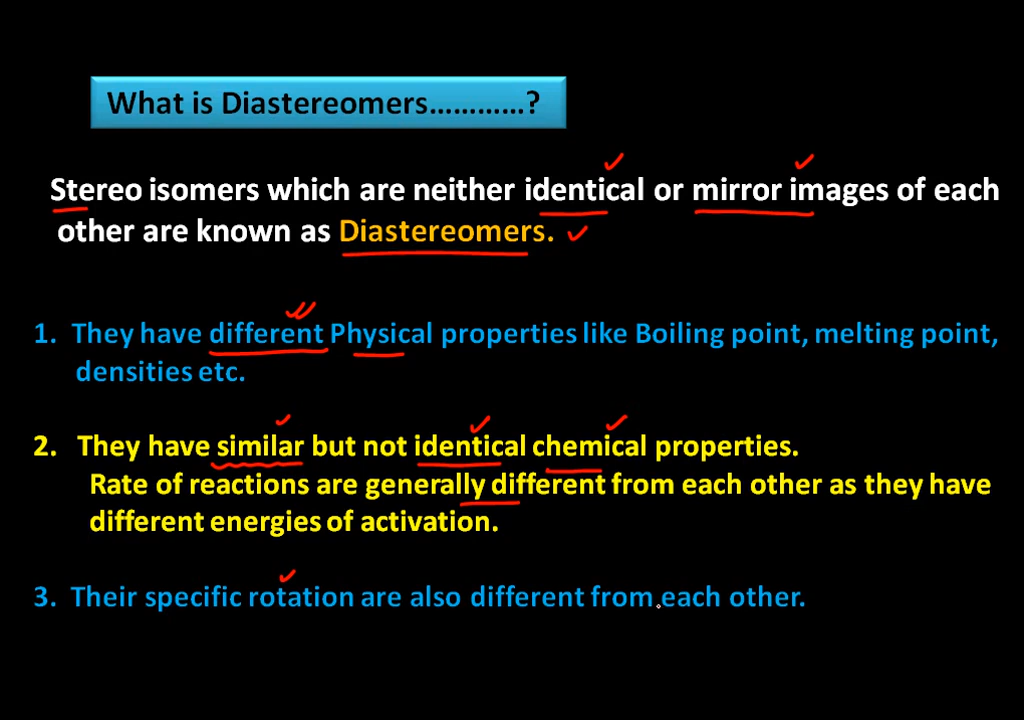 What is Diastereomers…………?
Stereo isomers which are neither identical or mirror images of each
other are known as Diastereomers.
1. They have different Physical properties like Boiling point, melting point,
densities etc.
2. They have similar but not identical chemical properties.
Rate of reactions are generally different from each other as they have
different energies of activation.
3. Their specific rotation are also different from each other.